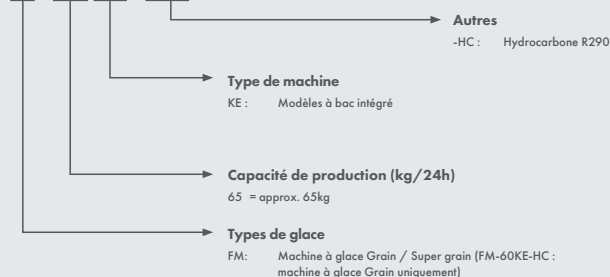 Autres
-HC : Hydrocarbone R290
Type de machine
KE : Modèles à bac intégré
Capacité de production (kg/24h)
65 = approx. 65kg
Types de glace
FM: Machine à glace Grain / Super grain (FM-60KE-HC :
machine à glace Grain uniquement)